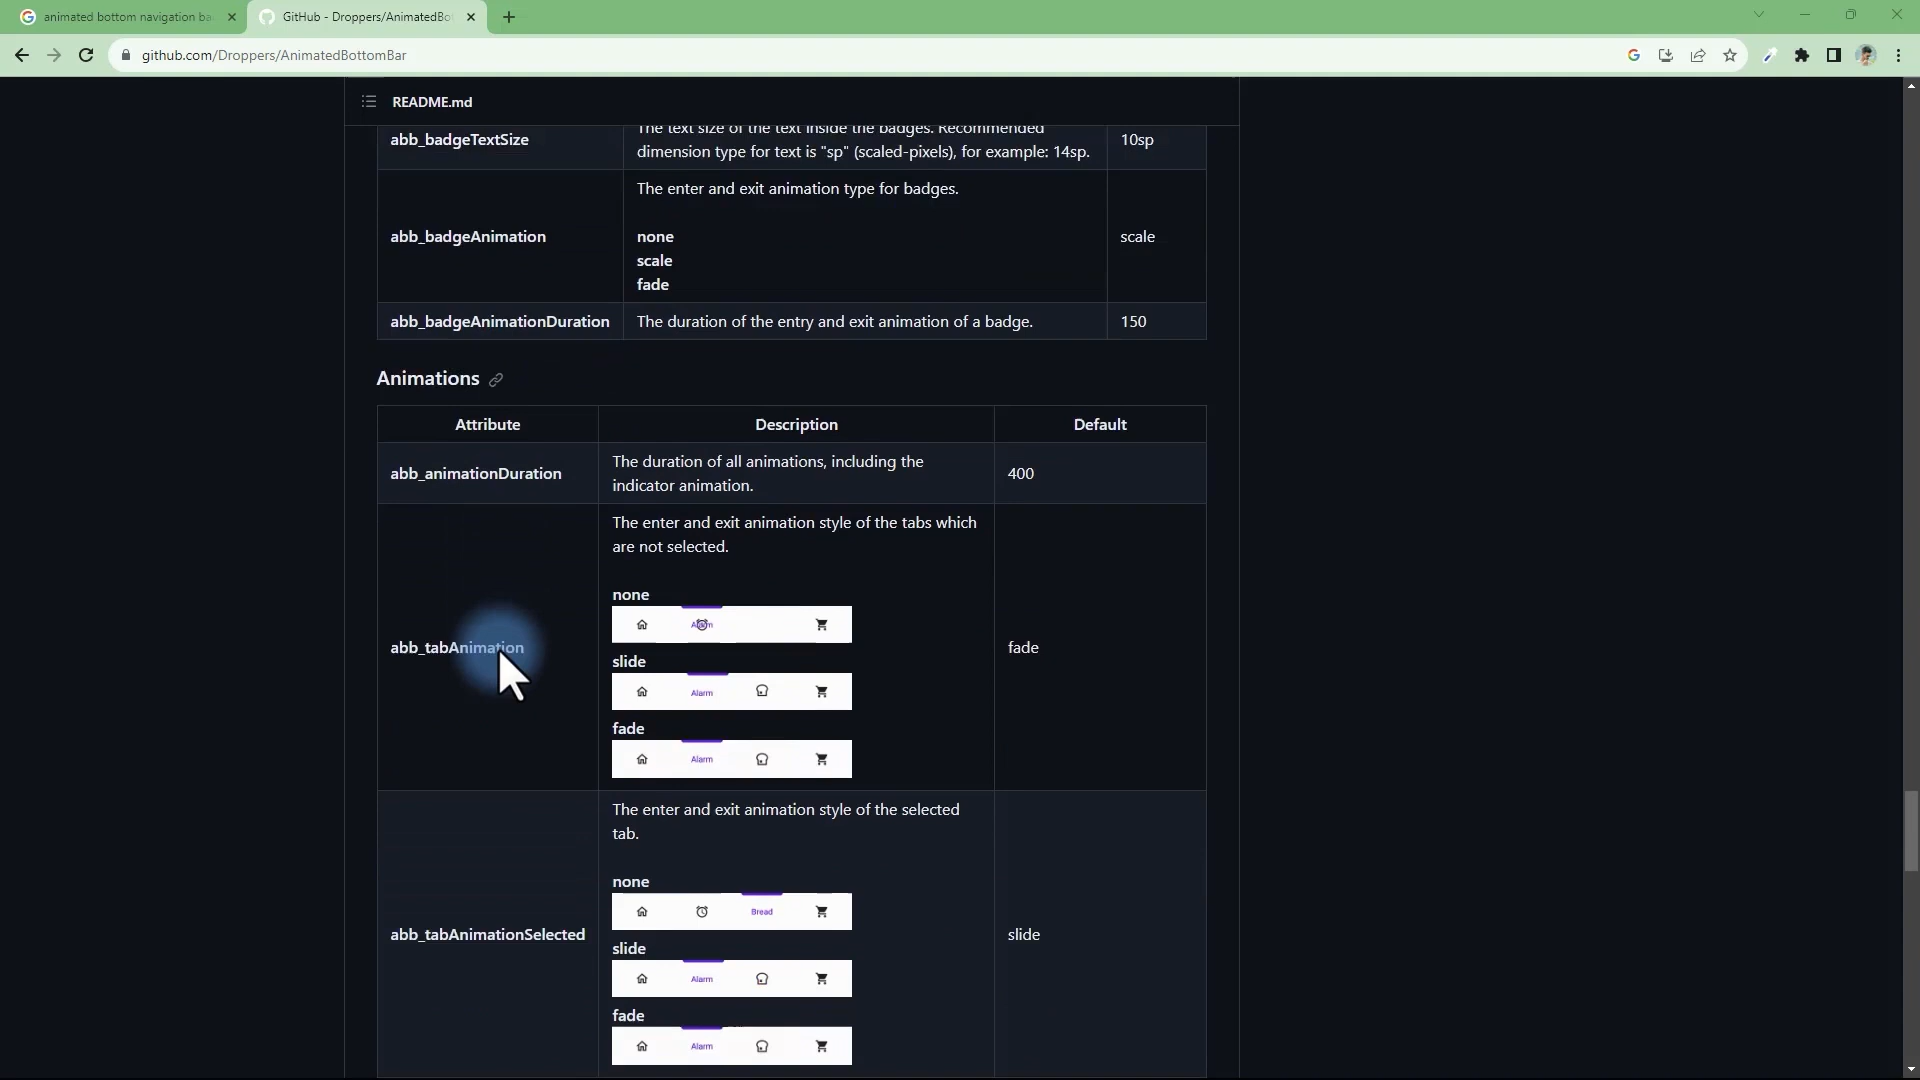 animated bottom navigation ba
GitHub - Droppers/AnimatedBot
github.com/Droppers/AnimatedBottomBar
README.md
abb_badgeTextSize
The text size of the text inside the badges. Recommended
dimension type for text is "sp" (scaled-pixels), for example: 14sp.
10sp
abb_badgeAnimation
The enter and exit animation type for badges.
none
scale
fade
scale
abb_badgeAnimationDuration
The duration of the entry and exit animation of a badge.
150
Animations
Attribute
Description
Default
abb_animationDuration
The duration of all animations, including the
indicator animation.
400
abb_tabAnimation
The enter and exit animation style of the tabs which
are not selected.
none
slide
Alarm
fade
Alarm
fade
abb_tabAnimationSelected
The enter and exit animation style of the selected
tab.
none
Bread
slide
Alarm
fade
Alarm
slide